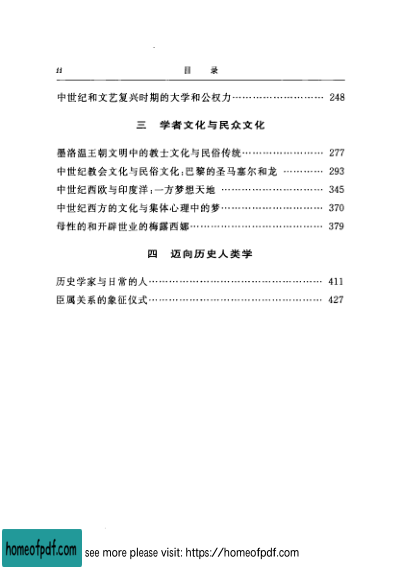 ii 目 录
中世纪和文艺复兴时期的大学和公权力………………………… 248
三 学者文化与民众文化
墨洛温王朝文明中的教士文化与民俗传统……………………… 277
中世纪教会文化与民俗文化:巴黎的圣马塞尔和龙 ………… 293
中世纪西欧与印度洋:一方梦想天地 …………………………… 345
中世纪西方的文化与集体心理中的梦…………………………… 370
母性的和开辟世业的梅露西娜…………………………………… 379
四 迈向历史人类学
历史学家与日常的人……………………………………………… 411
臣属关系的象征仪式……………………………………………… 427
homeofpdf.com see more please visit: https://homeofpdf.com